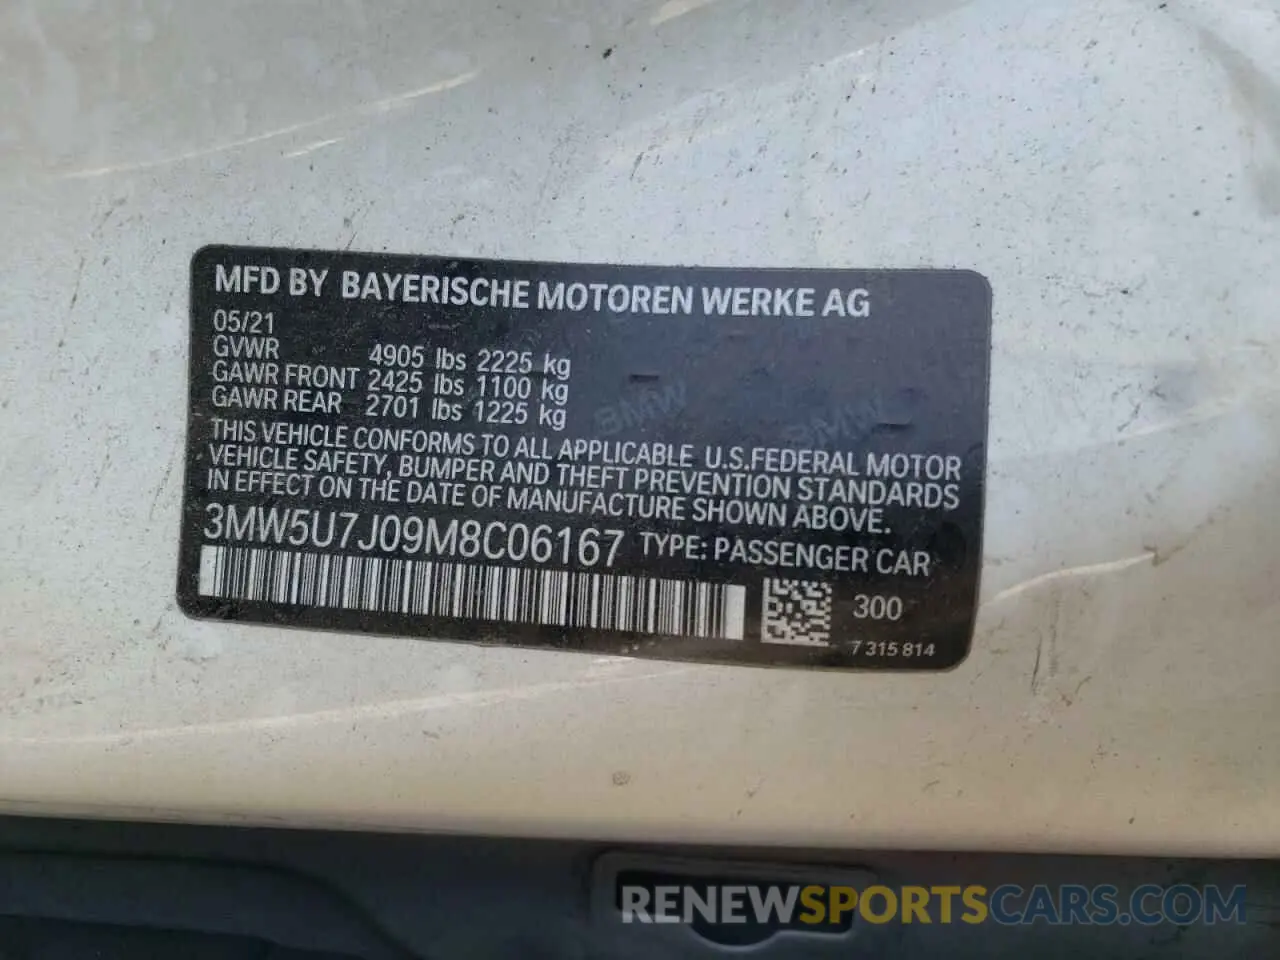 MFD BY BAYERISCHE MOTOREN WERKE AG
05/21
GVWR 4905 lbs 2225 kg
GAWR FRONT 2425 lbs 1100 kg
GAWR REAR 2701 lbs 1225 kg
BMW BMW
THIS VEHICLE CONFORMS TO ALL APPLICABLE U.S.FEDERAL MOTOR
VEHICLE SAFETY, BUMPER AND THEFT PREVENTION STANDARDS
IN EFFECT ON THE DATE OF MANUFACTURE SHOWN ABOVE.
3MW5U7J09M8C06167 TYPE: PASSENGER CAR
300
7 315 814
RENEWSPORTSCARS.COM